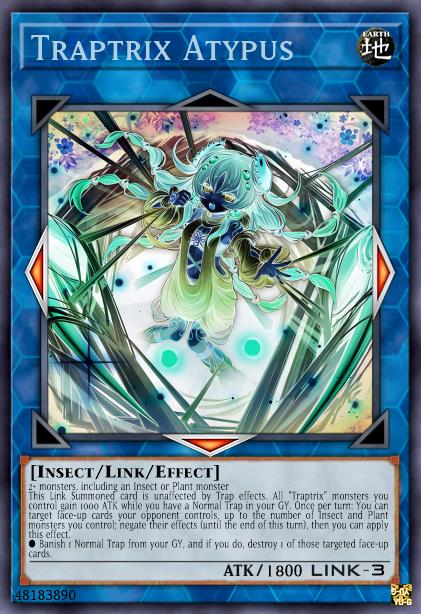 Traptrix Atypus
EARTH
地
[Insect/Link/Effect]
2+ monsters, including an Insect or Plant monster
This Link Summoned card is unaffected by Trap effects. All "Traptrix" monsters you
control gain 1000 ATK while you have a Normal Trap in your GY. Once per turn: You can
target face-up cards your opponent controls, up to the number of Insect and Plant
monsters you control; negate their effects (until the end of this turn), then you can apply
this effect.
● Banish 1 Normal Trap from your GY, and if you do, destroy 1 of those targeted face-up
cards.
ATK/1800 LINK-3
48183890